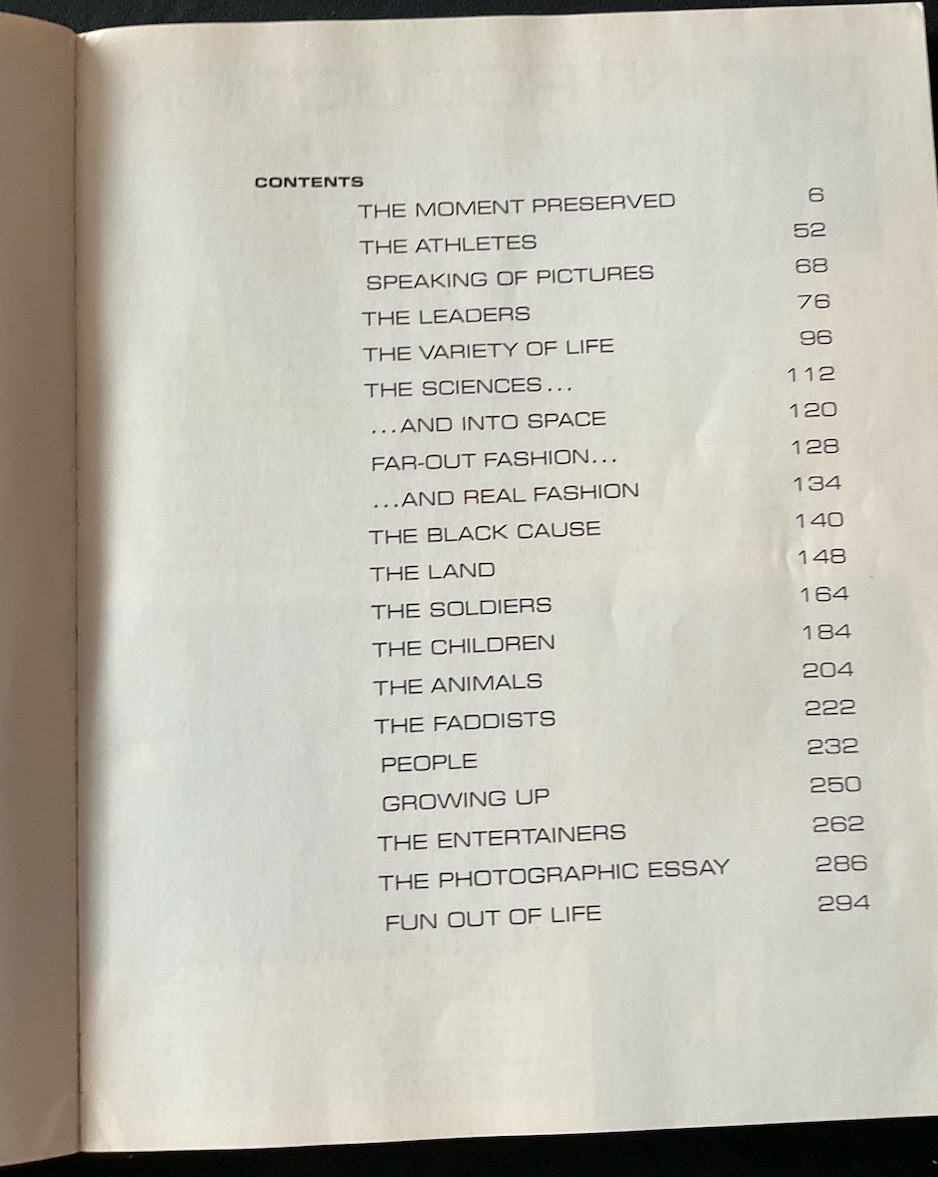 CONTENTS
THE MOMENT PRESERVED 6
THE ATHLETES 52
SPEAKING OF PICTURES 68
THE LEADERS 76
THE VARIETY OF LIFE 96
THE SCIENCES... 112
...AND INTO SPACE 120
FAR-OUT FASHION... 128
...AND REAL FASHION 134
THE BLACK CAUSE 140
THE LAND 148
THE SOLDIERS 164
THE CHILDREN 184
THE ANIMALS 204
THE FADDISTS 222
PEOPLE 232
GROWING UP 250
THE ENTERTAINERS 262
THE PHOTOGRAPHIC ESSAY 286
FUN OUT OF LIFE 294